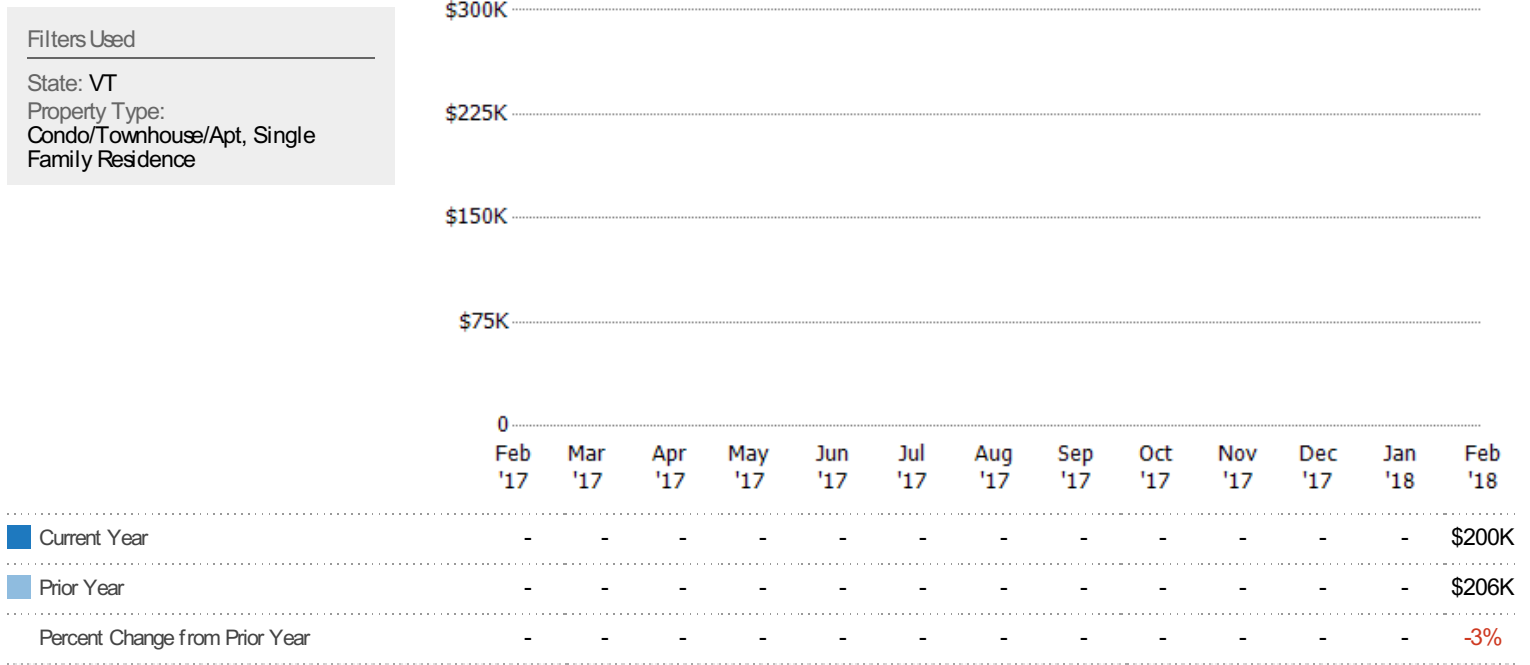 Filters Used
State: VT
Property Type:
Condo/Townhouse/Apt, Single
Family Residence
$300K
$225K
$150K
$75K
0
Feb Mar Apr May Jun Jul Aug Sep Oct Nov Dec Jan Feb
'17 '17 '17 '17 '17 '17 '17 '17 '17 '17 '17 '18 '18
Current Year - - - - - - - - - - - - $200K
Prior Year - - - - - - - - - - - - $206K
Percent Change from Prior Year - - - - - - - - - - - - -3%